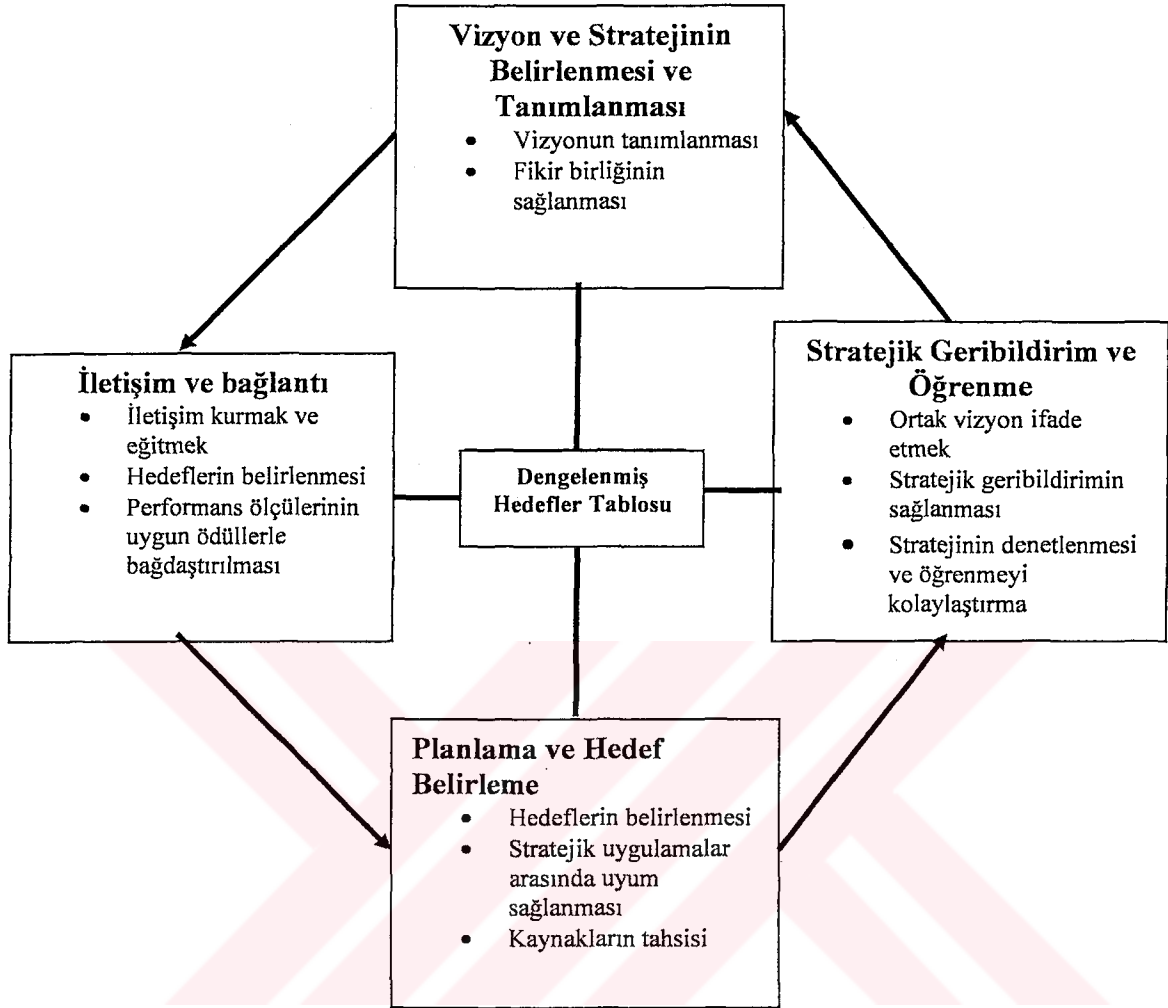 Vizyon ve Stratejinin
Belirlenmesi ve
Tanımlanması
• Vizyonun tanımlanması
• Fikir birliğinin
sağlanması
İletişim ve bağlantı
• İletişim kurmak ve
eğitmek
• Hedeflerin belirlenmesi
• Performans ölçülerinin
uygun ödüllerle
bağdaştırılması
Dengelenmiş
Hedefler Tablosu
Stratejik Geribildirim ve
Öğrenme
• Ortak vizyon ifade
etmek
• Stratejik geribildirimin
sağlanması
• Stratejinin denetlenmesi
ve öğrenmeyi
kolaylaştırma
Planlama ve Hedef
Belirleme
• Hedeflerin belirlenmesi
• Stratejik uygulamalar
arasında uyum
sağlanması
• Kaynakların tahsisi